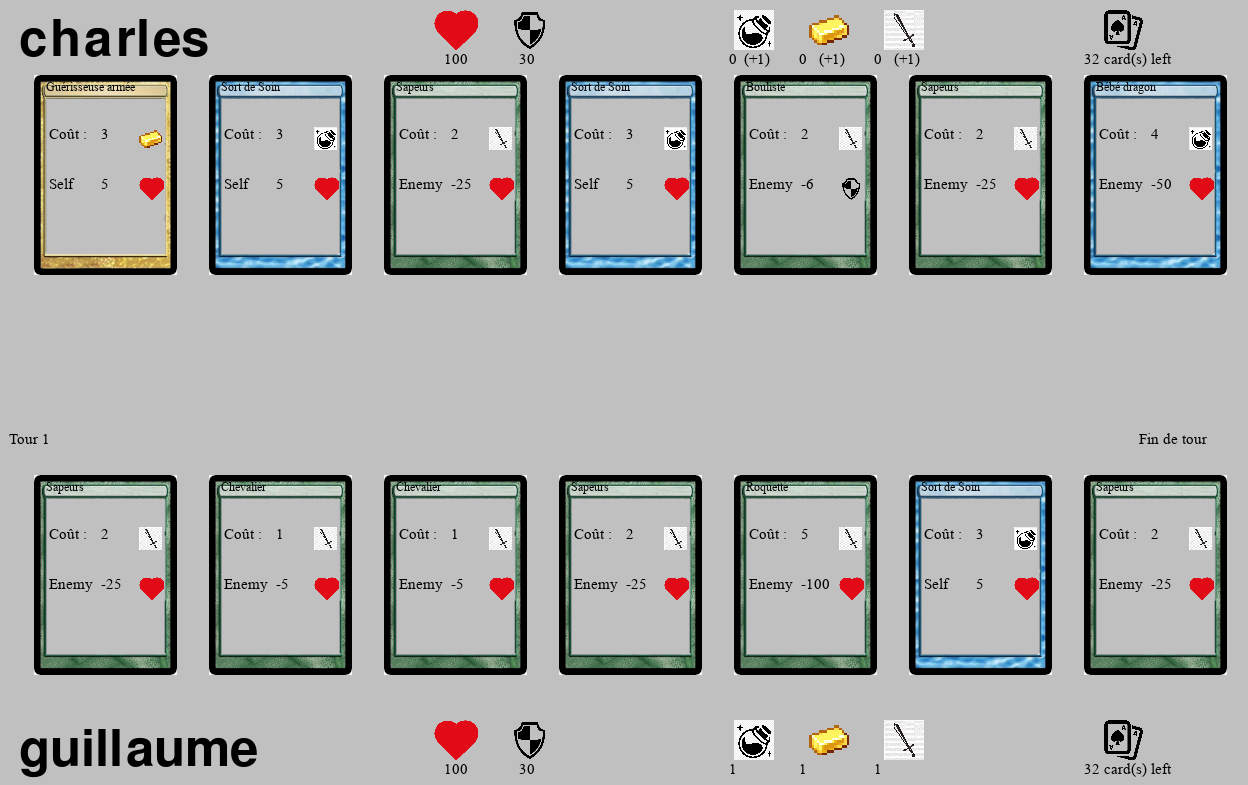 charles
100
30
0 (+1)
0 (+1)
0 (+1)
32 card(s) left
Guérisseuse armée
Coût : 3
Self 5
Sort de Soin
Coût : 3
Self 5
Sapeurs
Coût : 2
Enemy -25
Sort de Soin
Coût : 3
Self 5
Bouliste
Coût : 2
Enemy -6
Sapeurs
Coût : 2
Enemy -25
Bébé dragon
Coût : 4
Enemy -50
Tour 1
Fin de tour
Sapeurs
Coût : 2
Enemy -25
Chevalier
Coût : 1
Enemy -5
Chevalier
Coût : 1
Enemy -5
Sapeurs
Coût : 2
Enemy -25
Roquette
Coût : 5
Enemy -100
Sort de Soin
Coût : 3
Self 5
Sapeurs
Coût : 2
Enemy -25
guillaume
100
30
1
1
1
32 card(s) left